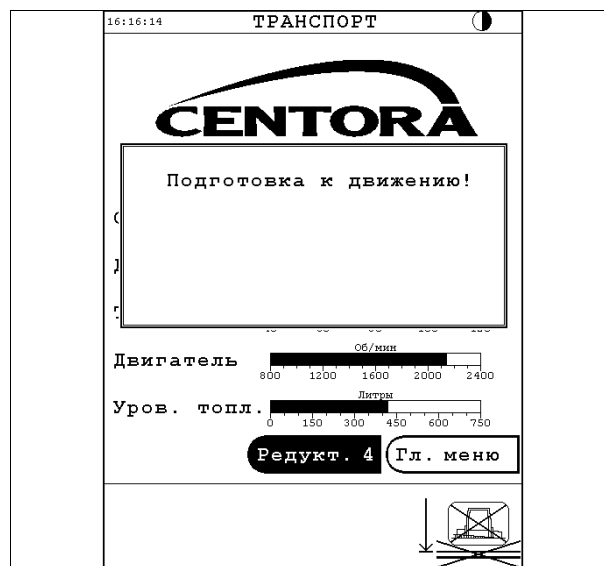 16:16:14 ТРАНСПОРТ
CENTORA
Подготовка к движению!
Об/мин
Двигатель
800 1200 1600 2000 2400
Литры
Уров. топл.
0 150 300 450 600 750
Редукт. 4 Гл. меню